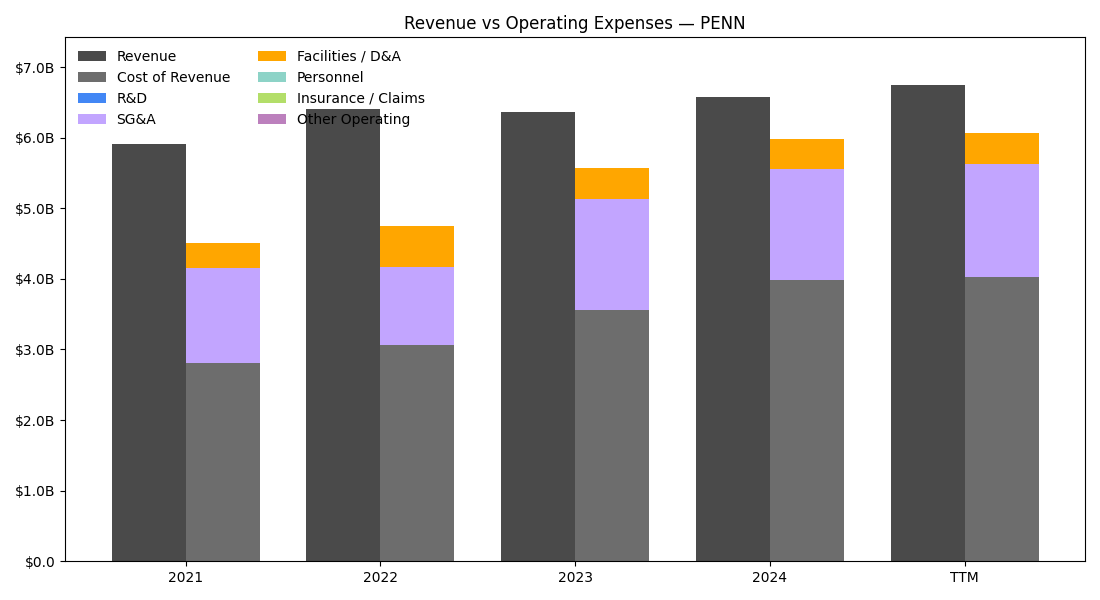 Revenue vs Operating Expenses — PENN
Revenue
Cost of Revenue
R&D
SG&A
Facilities / D&A
Personnel
Insurance / Claims
Other Operating
$7.0B
$6.0B
$5.0B
$4.0B
$3.0B
$2.0B
$1.0B
$0.0
2021
2022
2023
2024
TTM